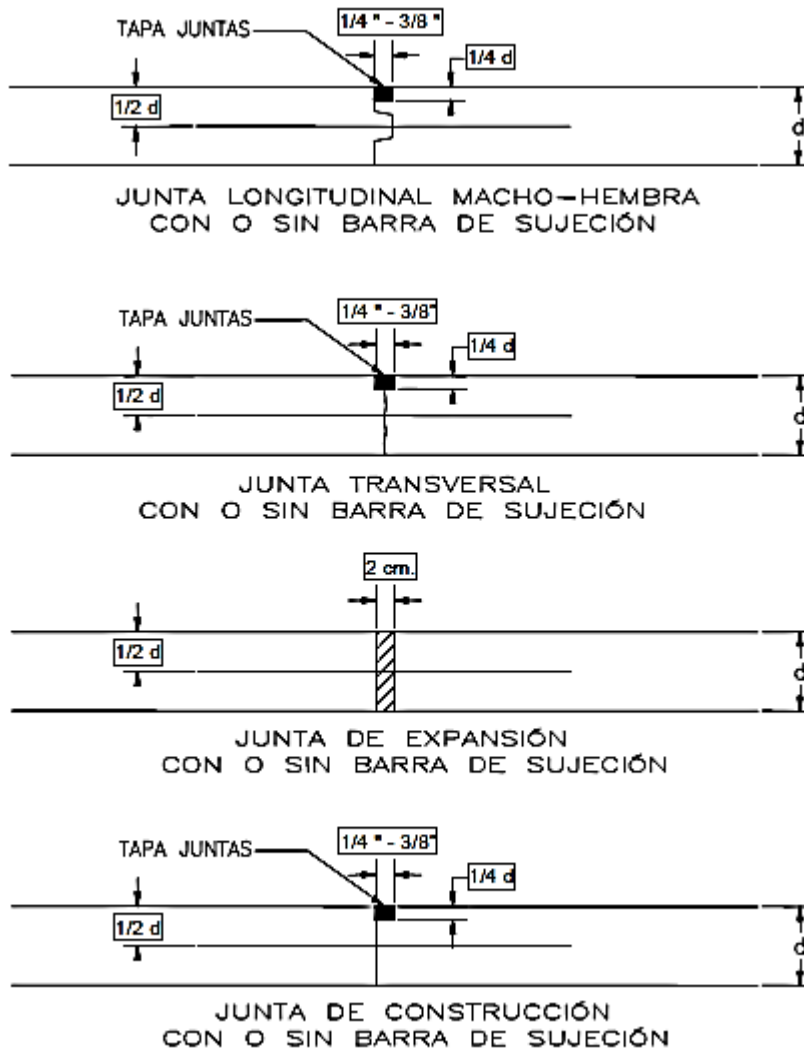 1/4 " - 3/8 "
TAPA JUNTAS
1/4 d
1/2 d
d
JUNTA LONGITUDINAL MACHO-HEMBRA
CON O SIN BARRA DE SUJECIÓN
1/4 " - 3/8"
TAPA JUNTAS
1/4 d
1/2 d
d
JUNTA TRANSVERSAL
CON O SIN BARRA DE SUJECIÓN
2 cm.
1/2 d
d
JUNTA DE EXPANSIÓN
CON O SIN BARRA DE SUJECIÓN
1/4 " - 3/8"
TAPA JUNTAS
1/4 d
1/2 d
d
JUNTA DE CONSTRUCCIÓN
CON O SIN BARRA DE SUJECIÓN